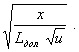 √(x / (L_доп √u)) .